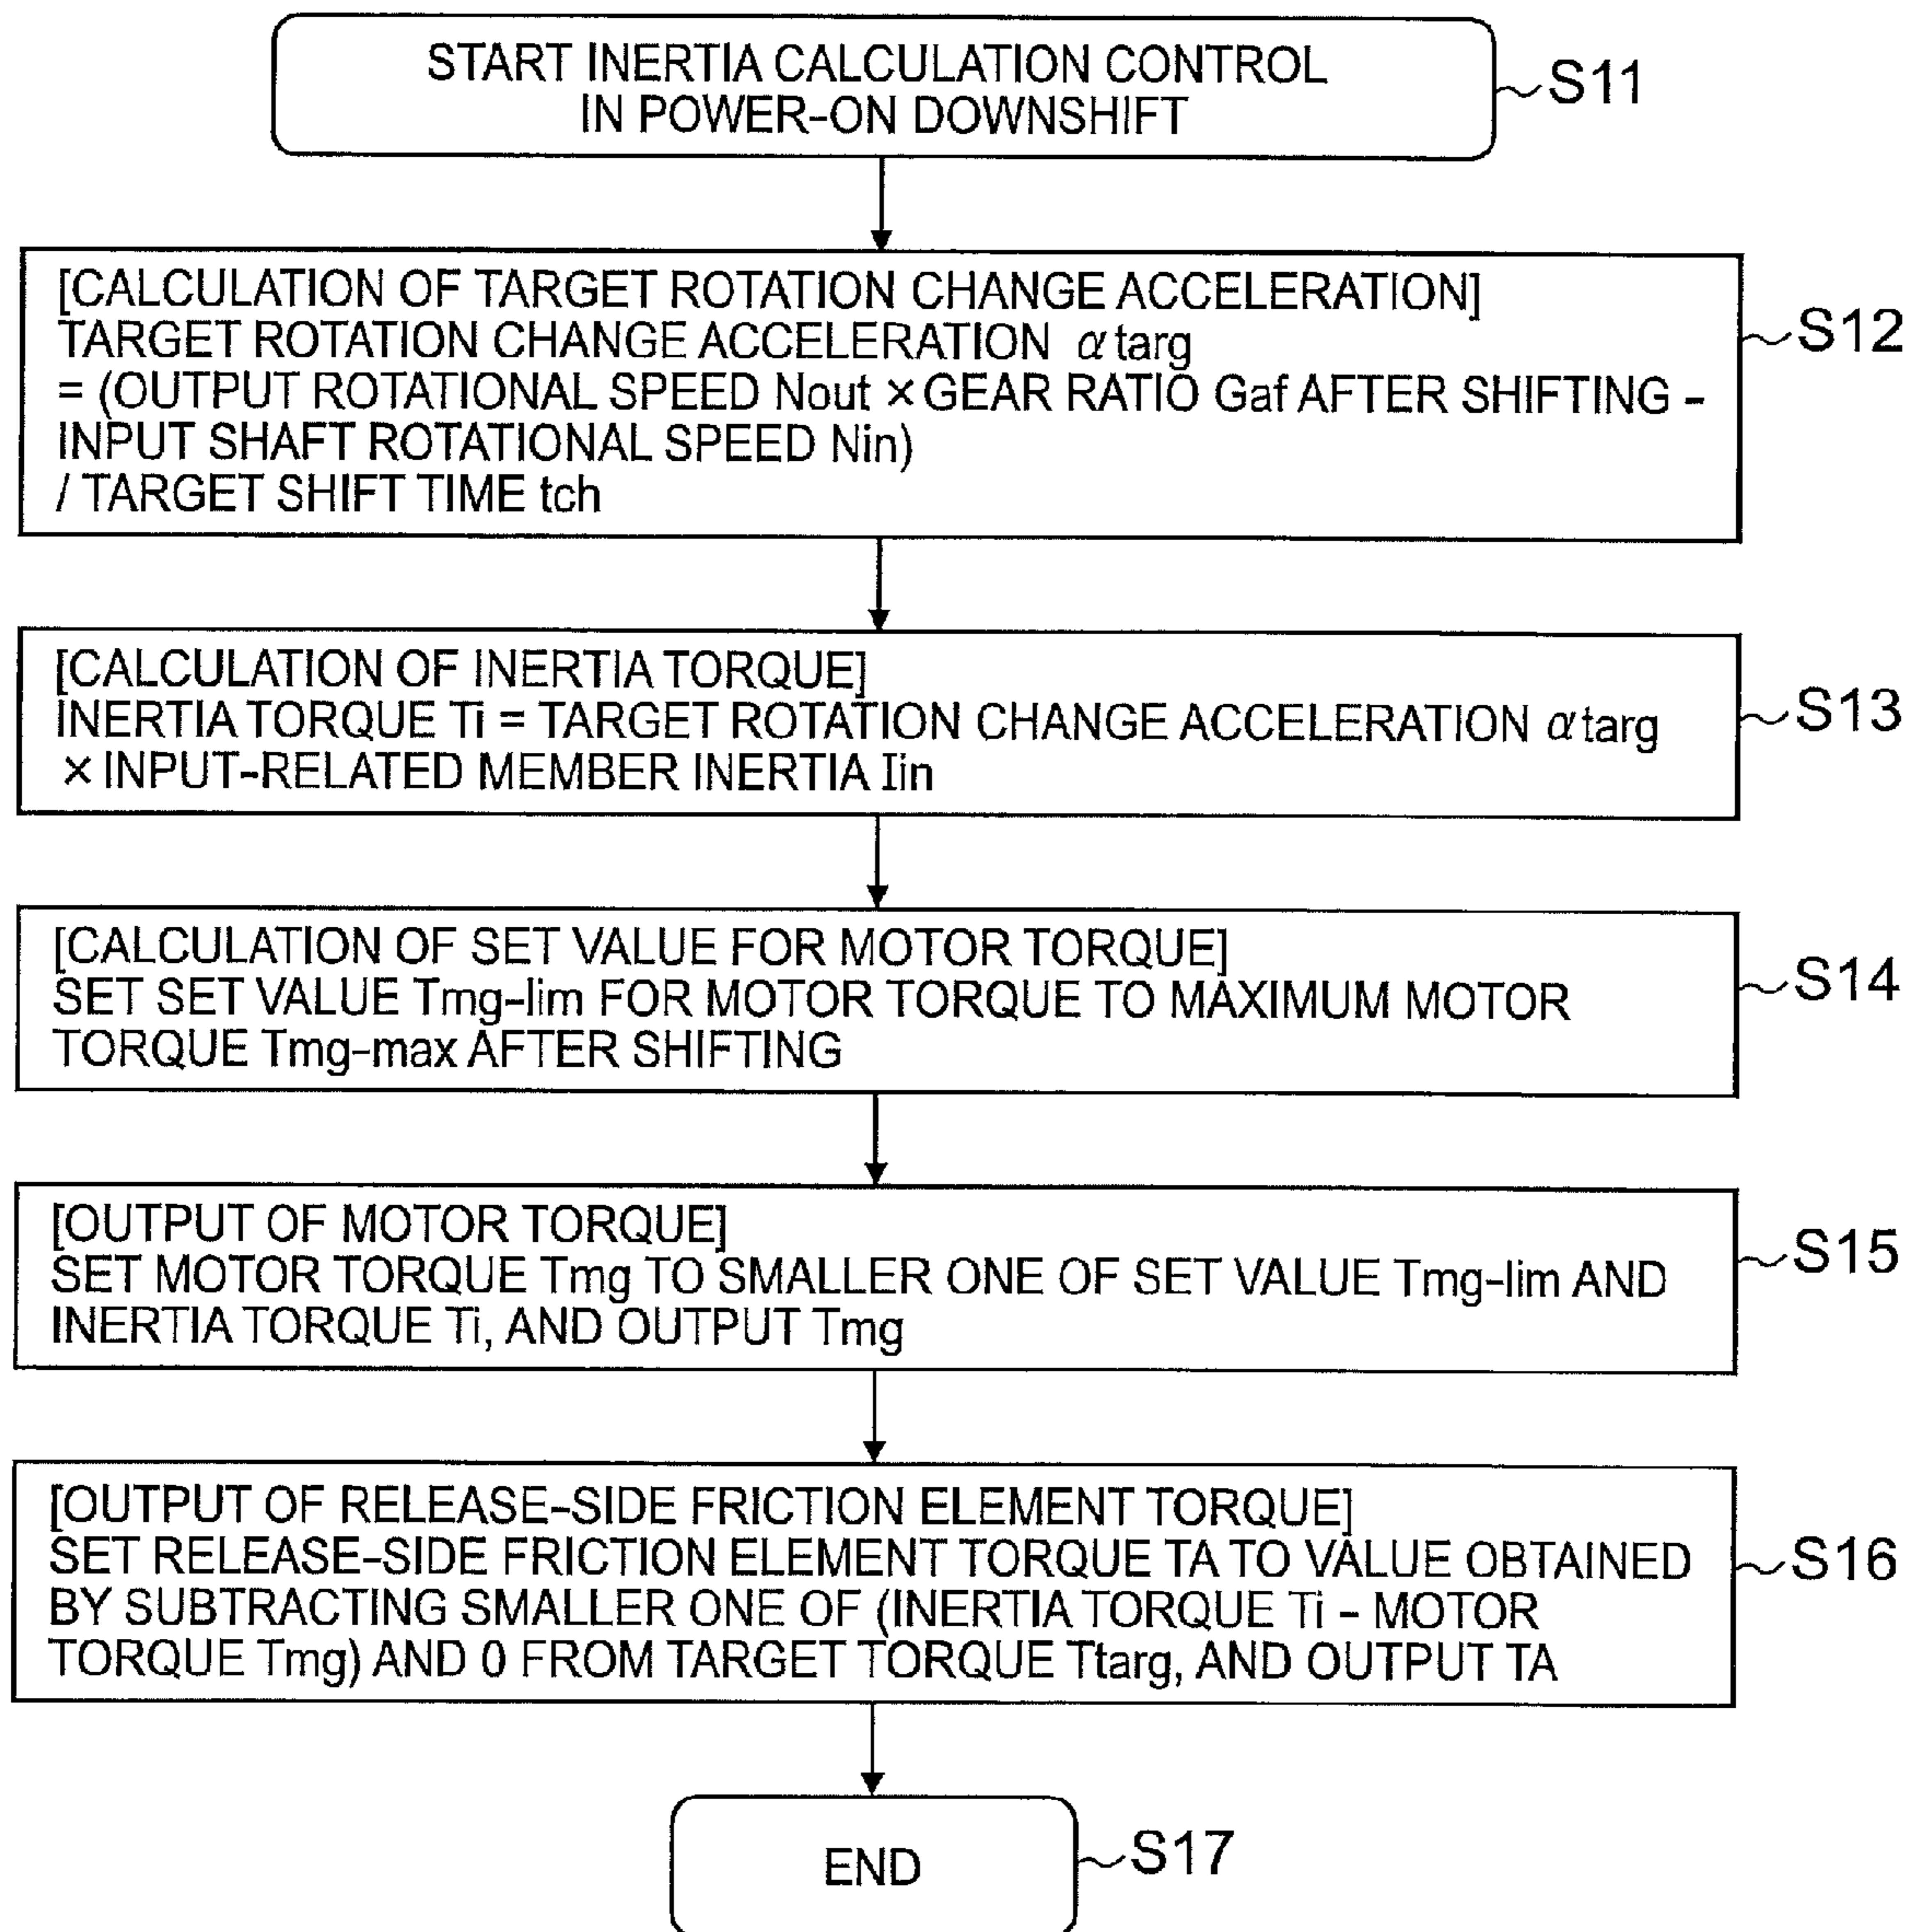 START INERTIA CALCULATION CONTROL
IN POWER-ON DOWNSHIFT
S11
[CALCULATION OF TARGET ROTATION CHANGE ACCELERATION]
TARGET ROTATION CHANGE ACCELERATION α targ
= (OUTPUT ROTATIONAL SPEED Nout × GEAR RATIO Gaf AFTER SHIFTING -
INPUT SHAFT ROTATIONAL SPEED Nin)
/ TARGET SHIFT TIME tch
S12
[CALCULATION OF INERTIA TORQUE]
INERTIA TORQUE Ti = TARGET ROTATION CHANGE ACCELERATION α targ
× INPUT-RELATED MEMBER INERTIA Iin
S13
[CALCULATION OF SET VALUE FOR MOTOR TORQUE]
SET SET VALUE Tmg-lim FOR MOTOR TORQUE TO MAXIMUM MOTOR
TORQUE Tmg-max AFTER SHIFTING
S14
[OUTPUT OF MOTOR TORQUE]
SET MOTOR TORQUE Tmg TO SMALLER ONE OF SET VALUE Tmg-lim AND
INERTIA TORQUE Ti, AND OUTPUT Tmg
S15
[OUTPUT OF RELEASE-SIDE FRICTION ELEMENT TORQUE]
SET RELEASE-SIDE FRICTION ELEMENT TORQUE TA TO VALUE OBTAINED
BY SUBTRACTING SMALLER ONE OF (INERTIA TORQUE Ti - MOTOR
TORQUE Tmg) AND 0 FROM TARGET TORQUE Ttarg, AND OUTPUT TA
S16
END
S17